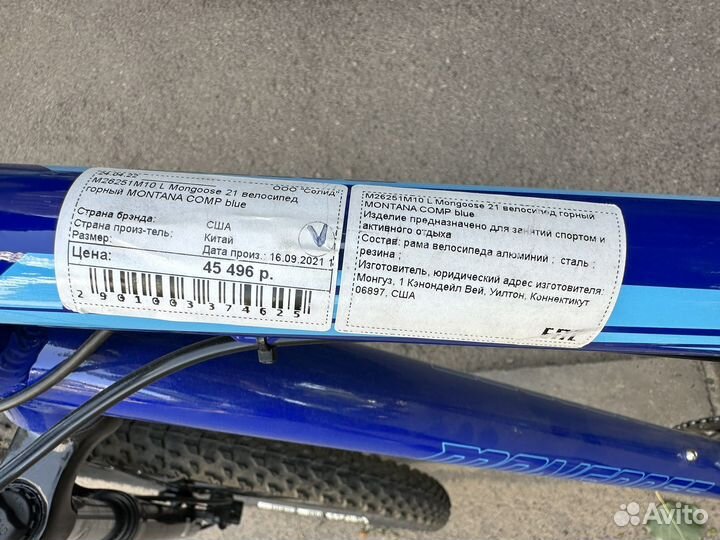 24.04.22 ООО "Солид"
M26251M10 L Mongoose 21 велосипед
горный MONTANA COMP blue
Страна брэнда: США
Страна произ-тель: Китай
Размер: Дата произ.: 16.09.2021
Цена: 45 496 р.
2901003374625
M26251M10 L Mongoose 21 велосипед горный
MONTANA COMP blue
Изделие предназначено для занятий спортом и
активного отдыха
Состав: рама велосипеда алюминий ; сталь ;
резина ;
Изготовитель, юридический адрес изготовителя:
Монгуз, 1 Кэнондейл Вей, Уилтон, Коннектикут
06897, США
Avito